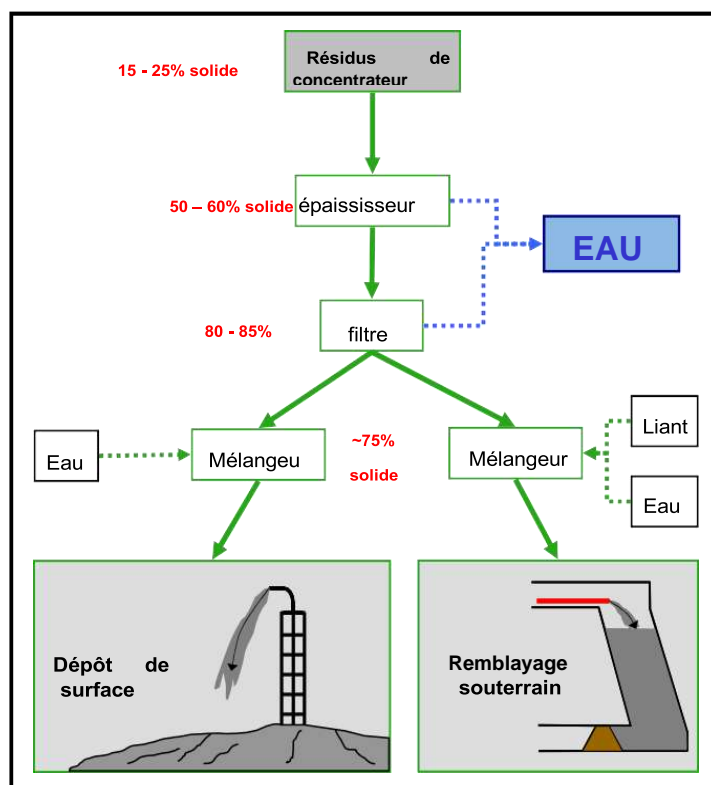 Résidus de
concentrateur
15 - 25% solide
50 – 60% solide
épaississeur
EAU
80 - 85%
filtre
Eau
Mélangeu
~75%
solide
Mélangeur
Liant
Eau
Dépôt de
surface
Remblayage
souterrain